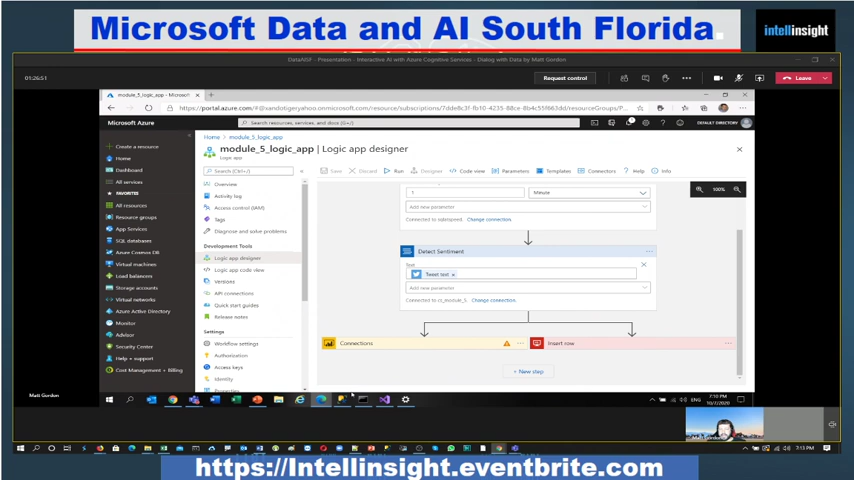 Microsoft Data and AI South Florida.
intellinsight
DataAISF - Presentation - Interactive AI with Azure Cognitive Services - Dialog with Data by Matt Gordon
01:26:51
Request control
Leave
module_5_logic_app - Microsoft
Microsoft Azure
Search resources, services, and docs (G+/)
DEFAULT DIRECTORY
Create a resource
Home
Dashboard
All services
FAVORITES
All resources
Resource groups
App Services
SQL databases
Azure Cosmos DB
Virtual machines
Load balancers
Storage accounts
Virtual networks
Azure Active Directory
Monitor
Advisor
Security Center
Help + support
Cost Management + Billing
Home > module_5_logic_app
module_5_logic_app | Logic app designer
Logic app
Search (Ctrl+/)
Overview
Activity log
Access control (IAM)
Tags
Diagnose and solve problems
Development Tools
Logic app designer
Logic app code view
Versions
API connections
Quick start guides
Release notes
Settings
Workflow settings
Authorization
Access keys
Identity
Properties
Save
Discard
Run
Designer
Code view
Parameters
Templates
Connectors
Help
Info
100%
1
Minute
Add new parameter
Change connection.
Detect Sentiment
Text
Tweet text
Add new parameter
Connected to cs_module_5. Change connection.
Connections
Insert row
+ New step
Matt Gordon
ENG
7:10 PM
10/7/2020
7:13 PM
https://Intellinsight.eventbrite.com